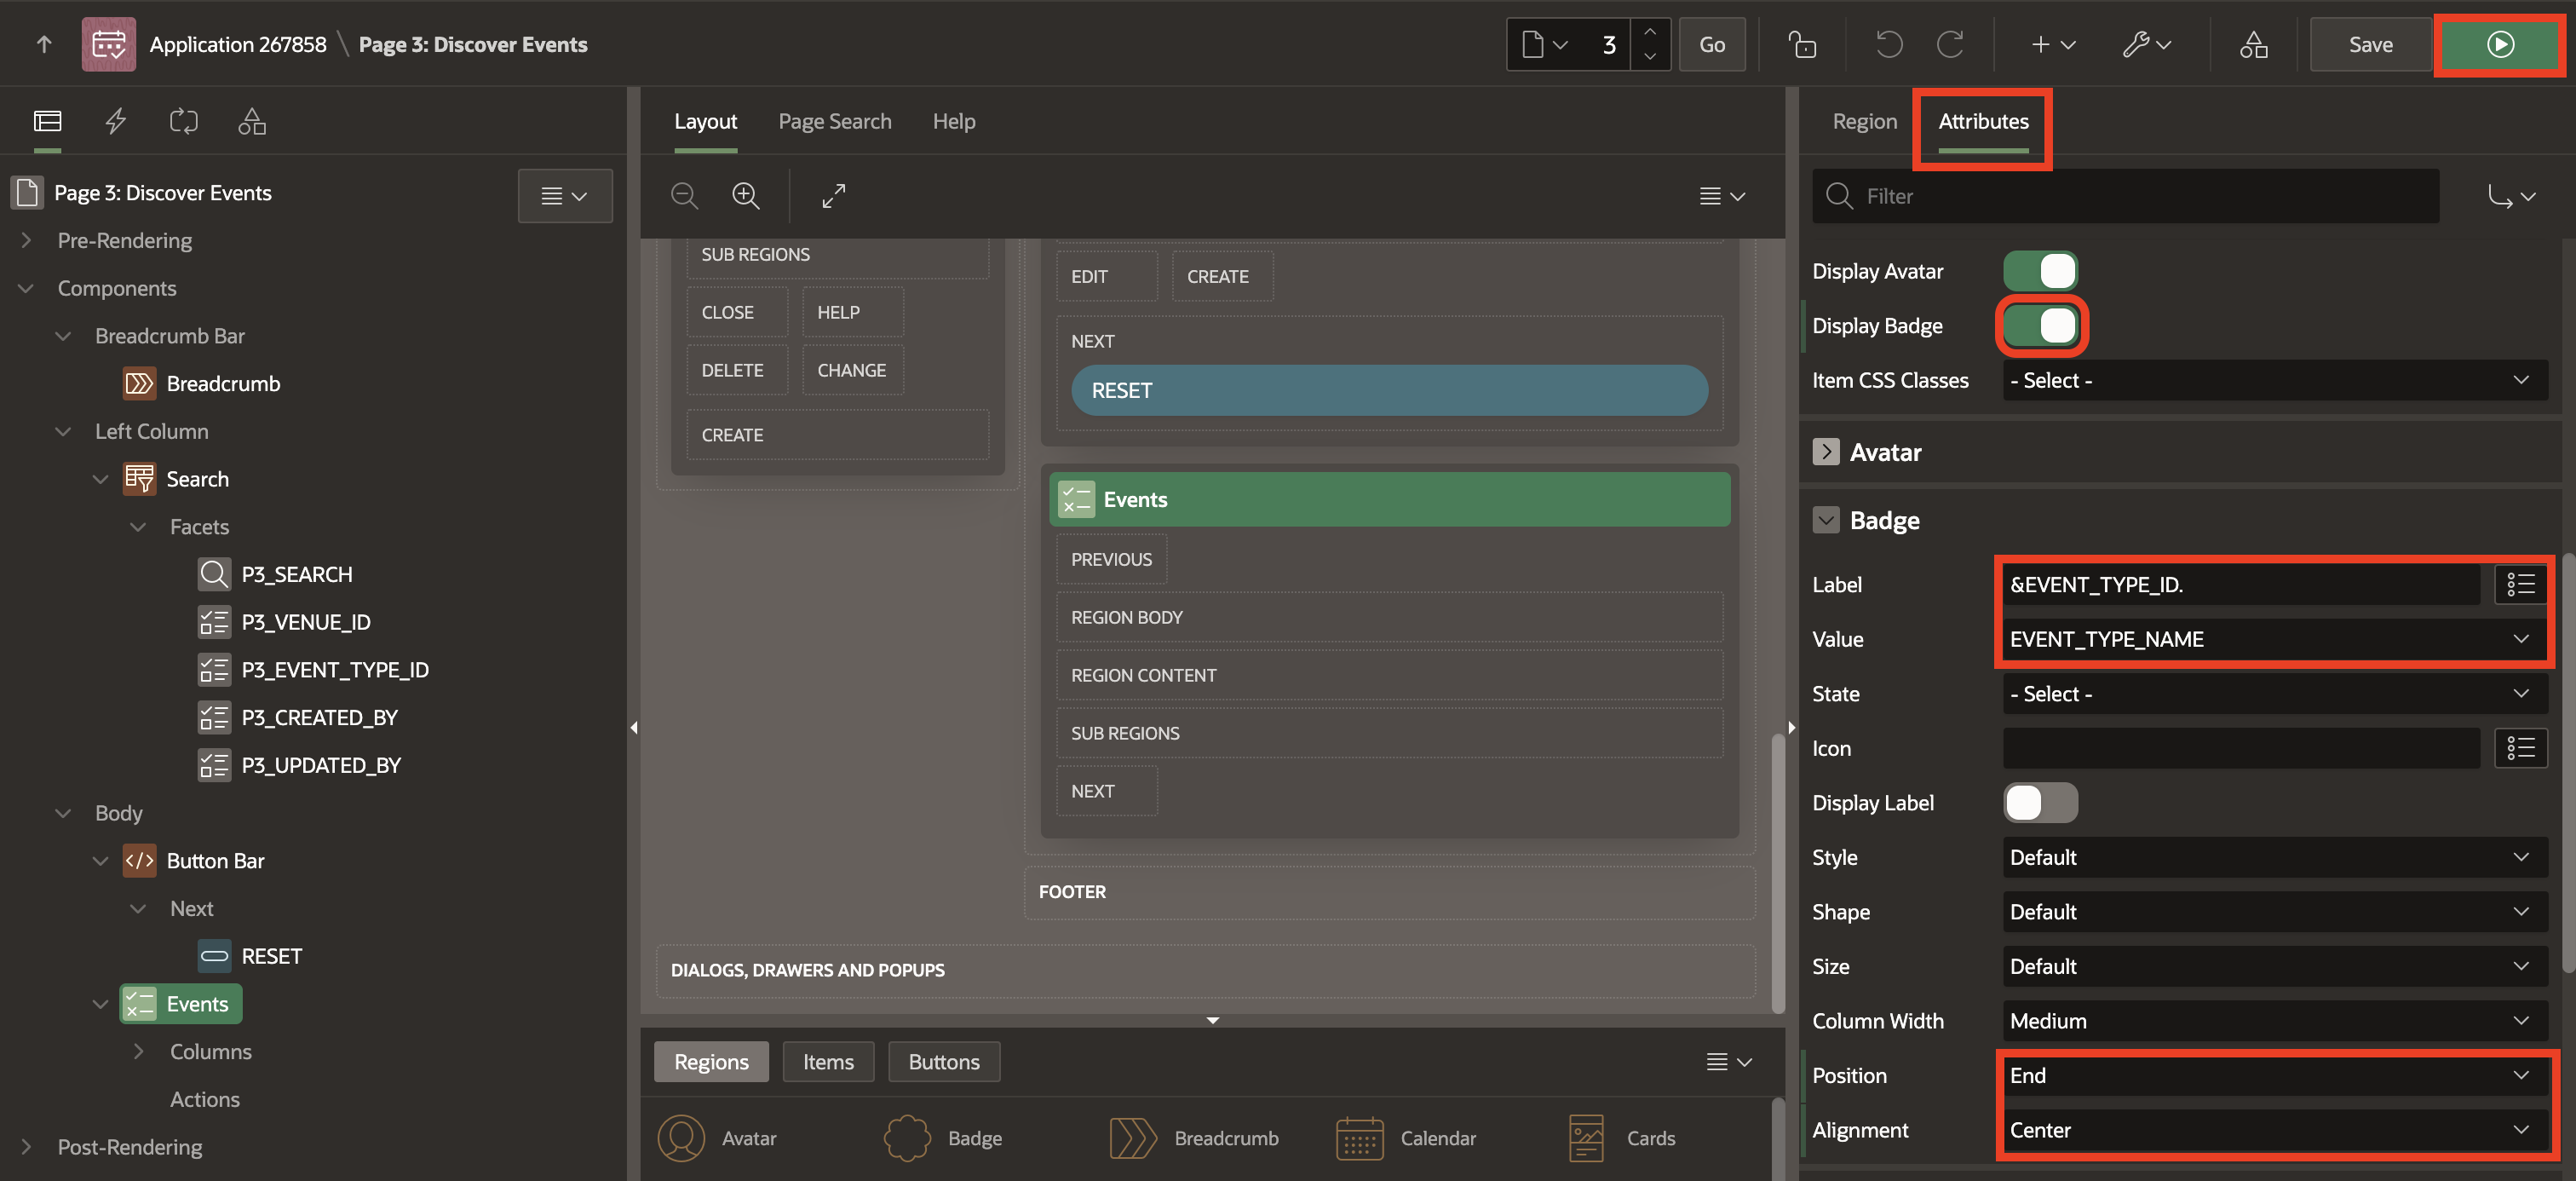 Application 267858 \ Page 3: Discover Events
3
Go
Save
Page 3: Discover Events
Pre-Rendering
Components
Breadcrumb Bar
Breadcrumb
Left Column
Search
Facets
P3_SEARCH
P3_VENUE_ID
P3_EVENT_TYPE_ID
P3_CREATED_BY
P3_UPDATED_BY
Body
Button Bar
Next
RESET
Events
Columns
Actions
Post-Rendering
Layout Page Search Help
SUB REGIONS
CLOSE HELP
DELETE CHANGE
CREATE
EDIT CREATE
NEXT
RESET
Events
PREVIOUS
REGION BODY
REGION CONTENT
SUB REGIONS
NEXT
FOOTER
DIALOGS, DRAWERS AND POPUPS
Regions Items Buttons
Avatar Badge Breadcrumb Calendar Cards
Region Attributes
Filter
Display Avatar
Display Badge
Item CSS Classes - Select -
Avatar
Badge
Label &EVENT_TYPE_ID.
Value EVENT_TYPE_NAME
State - Select -
Icon
Display Label
Style Default
Shape Default
Size Default
Column Width Medium
Position End
Alignment Center